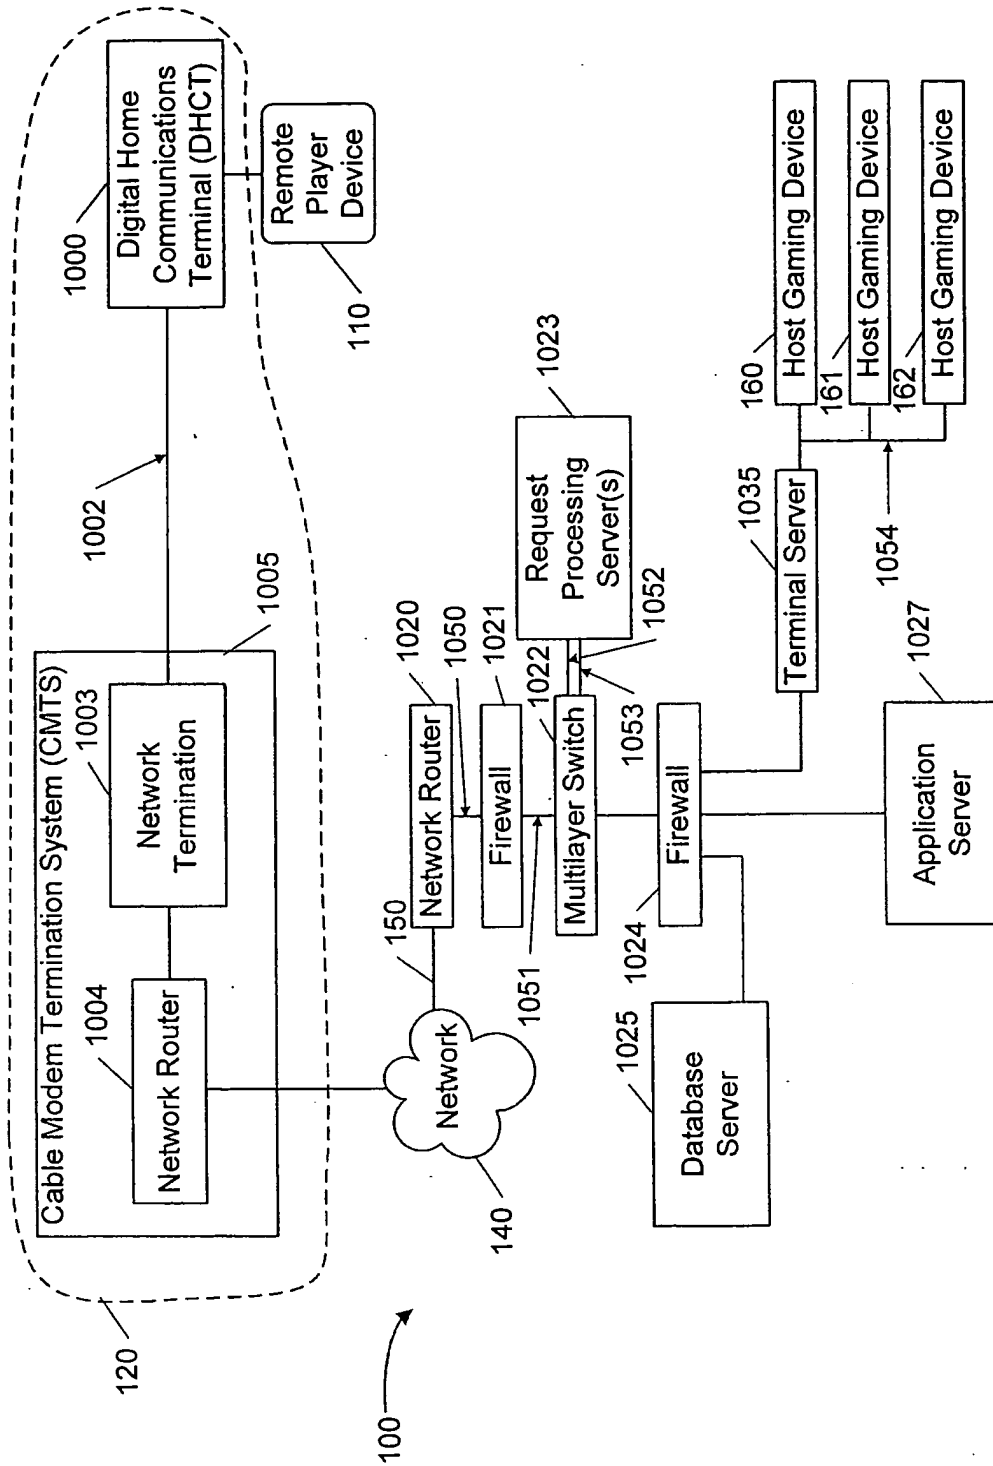 Cable Modem Termination System (CMTS)
1003
Network
Termination
1004
Network Router
1005
1002
1000
Digital Home
Communications
Terminal (DHCT)
Remote
Player
Device
110
120
100
Network
140
150
Network Router
1020
1050
Firewall
1021
1051
Multilayer Switch
1022
1052
1053
Request
Processing
Server(s)
1023
Firewall
1024
1025
Database
Server
Application
Server
1027
Terminal Server
1035
1054
160
Host Gaming Device
161
Host Gaming Device
162
Host Gaming Device